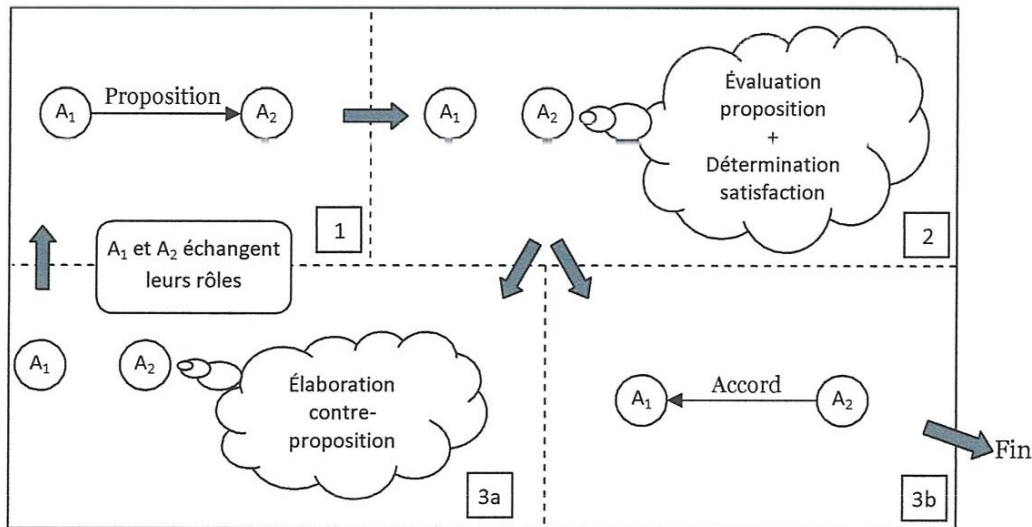 A₁
Proposition
A₂
1
A₁
A₂
Évaluation
proposition
+
Détermination
satisfaction
2
A₁ et A₂ échangent
leurs rôles
A₁
A₂
Élaboration
contre-
proposition
3a
A₁
Accord
A₂
3b
Fin